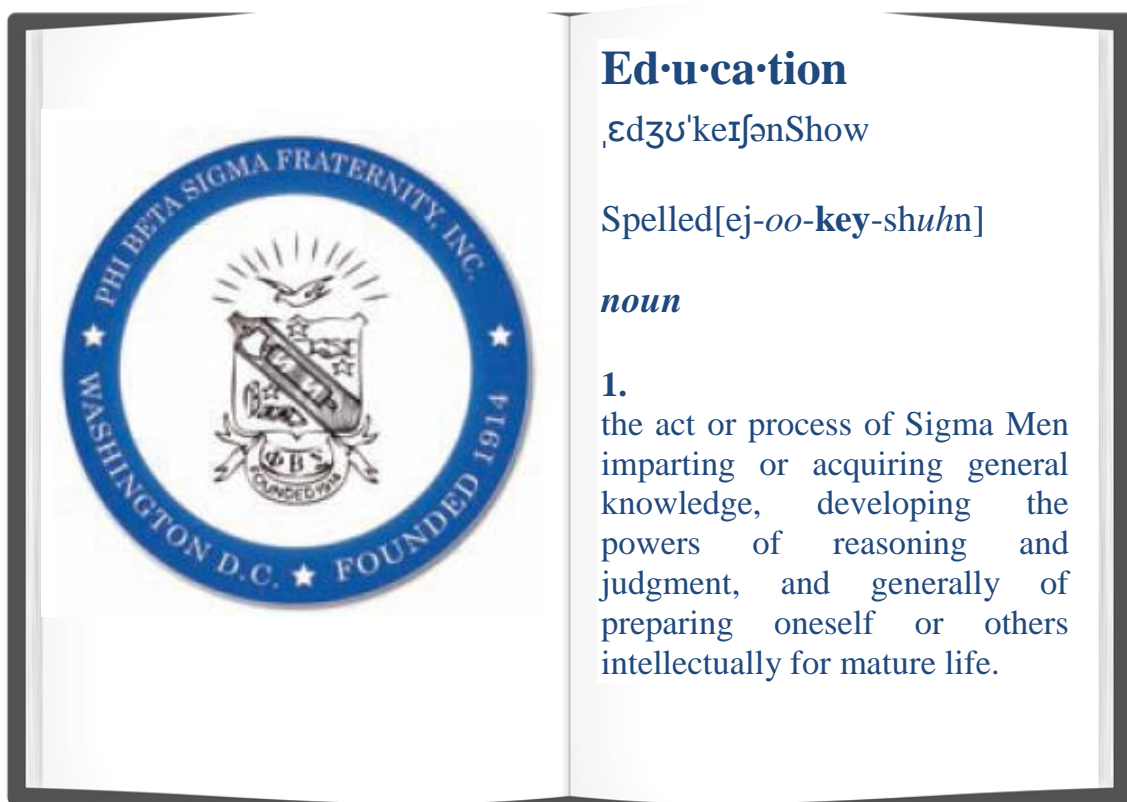 PHI BETA SIGMA FRATERNITY, INC.
WASHINGTON D.C. ★ FOUNDED 1914
ΦΒΣ
FOUNDED 1914
Ed·u·ca·tion
ˌɛdʒʊˈkeɪʃənShow
Spelled[ej-oo-key-shuhn]
noun
1.
the act or process of Sigma Men
imparting or acquiring general
knowledge, developing the
powers of reasoning and
judgment, and generally of
preparing oneself or others
intellectually for mature life.